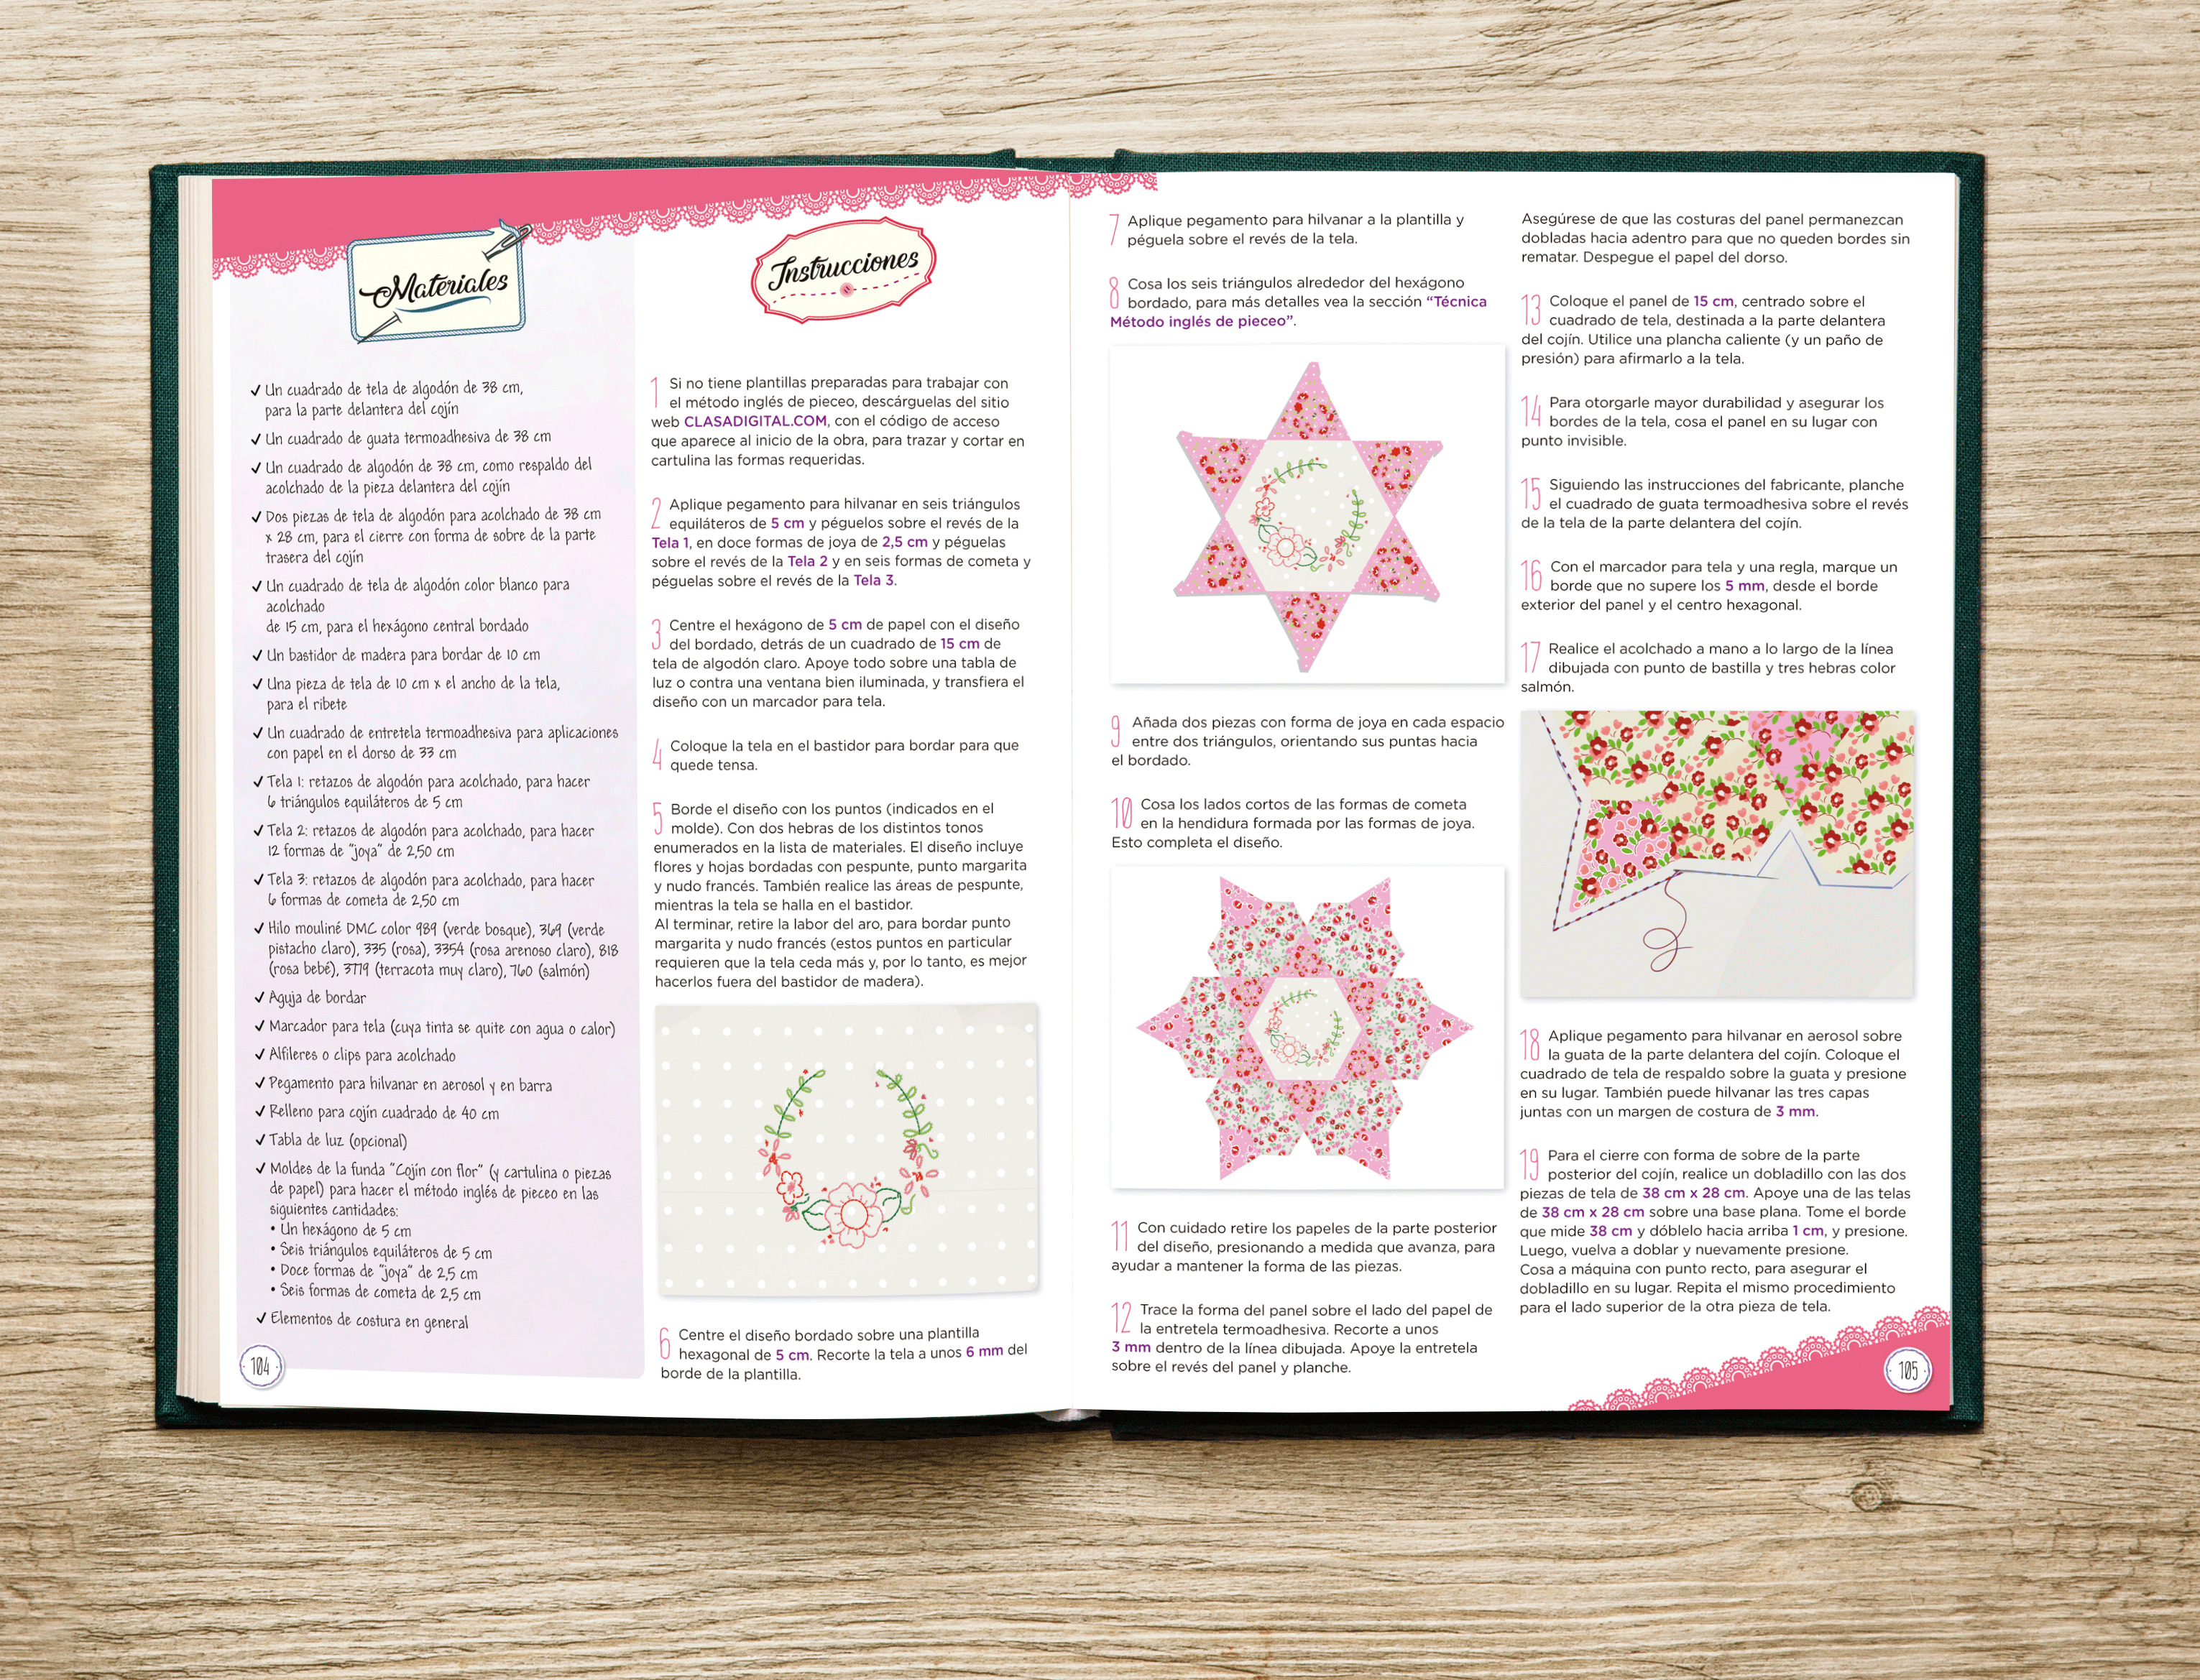 Materiales
✓ Un cuadrado de tela de algodón de 38 cm,
para la parte delantera del cojín
✓ Un cuadrado de guata termoadhesiva de 38 cm
✓ Un cuadrado de algodón de 38 cm, como respaldo del
acolchado de la pieza delantera del cojín
✓ Dos piezas de tela de algodón para acolchado de 38 cm
x 28 cm, para el cierre con forma de sobre de la parte
trasera del cojín
✓ Un cuadrado de tela de algodón color blanco para
acolchado
de 15 cm, para el hexágono central bordado
✓ Un bastidor de madera para bordar de 10 cm
✓ Una pieza de tela de 10 cm x el ancho de la tela,
para el ribete
✓ Un cuadrado de entretela termoadhesiva para aplicaciones
con papel en el dorso de 33 cm
✓ Tela 1: retazos de algodón para acolchado, para hacer
6 triángulos equiláteros de 5 cm
✓ Tela 2: retazos de algodón para acolchado, para hacer
12 formas de "joya" de 2,50 cm
✓ Tela 3: retazos de algodón para acolchado, para hacer
6 formas de cometa de 2,50 cm
✓ Hilo mouliné DMC color 989 (verde bosque), 369 (verde
pistacho claro), 335 (rosa), 3354 (rosa arenoso claro), 818
(rosa bebé), 3779 (terracota muy claro), 760 (salmón)
✓ Aguja de bordar
✓ Marcador para tela (cuya tinta se quite con agua o calor)
✓ Alfileres o clips para acolchado
✓ Pegamento para hilvanar en aerosol y en barra
✓ Relleno para cojín cuadrado de 40 cm
✓ Tabla de luz (opcional)
✓ Moldes de la funda "Cojín con flor" (y cartulina o piezas
de papel) para hacer el método inglés de pieceo en las
siguientes cantidades:
• Un hexágono de 5 cm
• Seis triángulos equiláteros de 5 cm
• Doce formas de "joya" de 2,5 cm
• Seis formas de cometa de 2,5 cm
✓ Elementos de costura en general
104
Instrucciones
1 Si no tiene plantillas preparadas para trabajar con
el método inglés de pieceo, descárguelas del sitio
web CLASADIGITAL.COM, con el código de acceso
que aparece al inicio de la obra, para trazar y cortar en
cartulina las formas requeridas.
2 Aplique pegamento para hilvanar en seis triángulos
equiláteros de 5 cm y péguelos sobre el revés de la
Tela 1, en doce formas de joya de 2,5 cm y péguelas
sobre el revés de la Tela 2 y en seis formas de cometa y
péguelas sobre el revés de la Tela 3.
3 Centre el hexágono de 5 cm de papel con el diseño
del bordado, detrás de un cuadrado de 15 cm de
tela de algodón claro. Apoye todo sobre una tabla de
luz o contra una ventana bien iluminada, y transfiera el
diseño con un marcador para tela.
4 Coloque la tela en el bastidor para bordar para que
quede tensa.
5 Borde el diseño con los puntos (indicados en el
molde). Con dos hebras de los distintos tonos
enumerados en la lista de materiales. El diseño incluye
flores y hojas bordadas con pespunte, punto margarita
y nudo francés. También realice las áreas de pespunte,
mientras la tela se halla en el bastidor.
Al terminar, retire la labor del aro, para bordar punto
margarita y nudo francés (estos puntos en particular
requieren que la tela ceda más y, por lo tanto, es mejor
hacerlos fuera del bastidor de madera).
6 Centre el diseño bordado sobre una plantilla
hexagonal de 5 cm. Recorte la tela a unos 6 mm del
borde de la plantilla.
7 Aplique pegamento para hilvanar a la plantilla y
péguela sobre el revés de la tela.
8 Cosa los seis triángulos alrededor del hexágono
bordado, para más detalles vea la sección “Técnica
Método inglés de pieceo”.
9 Añada dos piezas con forma de joya en cada espacio
entre dos triángulos, orientando sus puntas hacia
el bordado.
10 Cosa los lados cortos de las formas de cometa
en la hendidura formada por las formas de joya.
Esto completa el diseño.
11 Con cuidado retire los papeles de la parte posterior
del diseño, presionando a medida que avanza, para
ayudar a mantener la forma de las piezas.
12 Trace la forma del panel sobre el lado del papel de
la entretela termoadhesiva. Recorte a unos
3 mm dentro de la línea dibujada. Apoye la entretela
sobre el revés del panel y planche.
Asegúrese de que las costuras del panel permanezcan
dobladas hacia adentro para que no queden bordes sin
rematar. Despegue el papel del dorso.
13 Coloque el panel de 15 cm, centrado sobre el
cuadrado de tela, destinada a la parte delantera
del cojín. Utilice una plancha caliente (y un paño de
presión) para afirmarlo a la tela.
14 Para otorgarle mayor durabilidad y asegurar los
bordes de la tela, cosa el panel en su lugar con
punto invisible.
15 Siguiendo las instrucciones del fabricante, planche
el cuadrado de guata termoadhesiva sobre el revés
de la tela de la parte delantera del cojín.
16 Con el marcador para tela y una regla, marque un
borde que no supere los 5 mm, desde el borde
exterior del panel y el centro hexagonal.
17 Realice el acolchado a mano a lo largo de la línea
dibujada con punto de bastilla y tres hebras color
salmón.
18 Aplique pegamento para hilvanar en aerosol sobre
la guata de la parte delantera del cojín. Coloque el
cuadrado de tela de respaldo sobre la guata y presione
en su lugar. También puede hilvanar las tres capas
juntas con un margen de costura de 3 mm.
19 Para el cierre con forma de sobre de la parte
posterior del cojín, realice un dobladillo con las dos
piezas de tela de 38 cm x 28 cm. Apoye una de las telas
de 38 cm x 28 cm sobre una base plana. Tome el borde
que mide 38 cm y dóblelo hacia arriba 1 cm, y presione.
Luego, vuelva a doblar y nuevamente presione.
Cosa a máquina con punto recto, para asegurar el
dobladillo en su lugar. Repita el mismo procedimiento
para el lado superior de la otra pieza de tela.
105